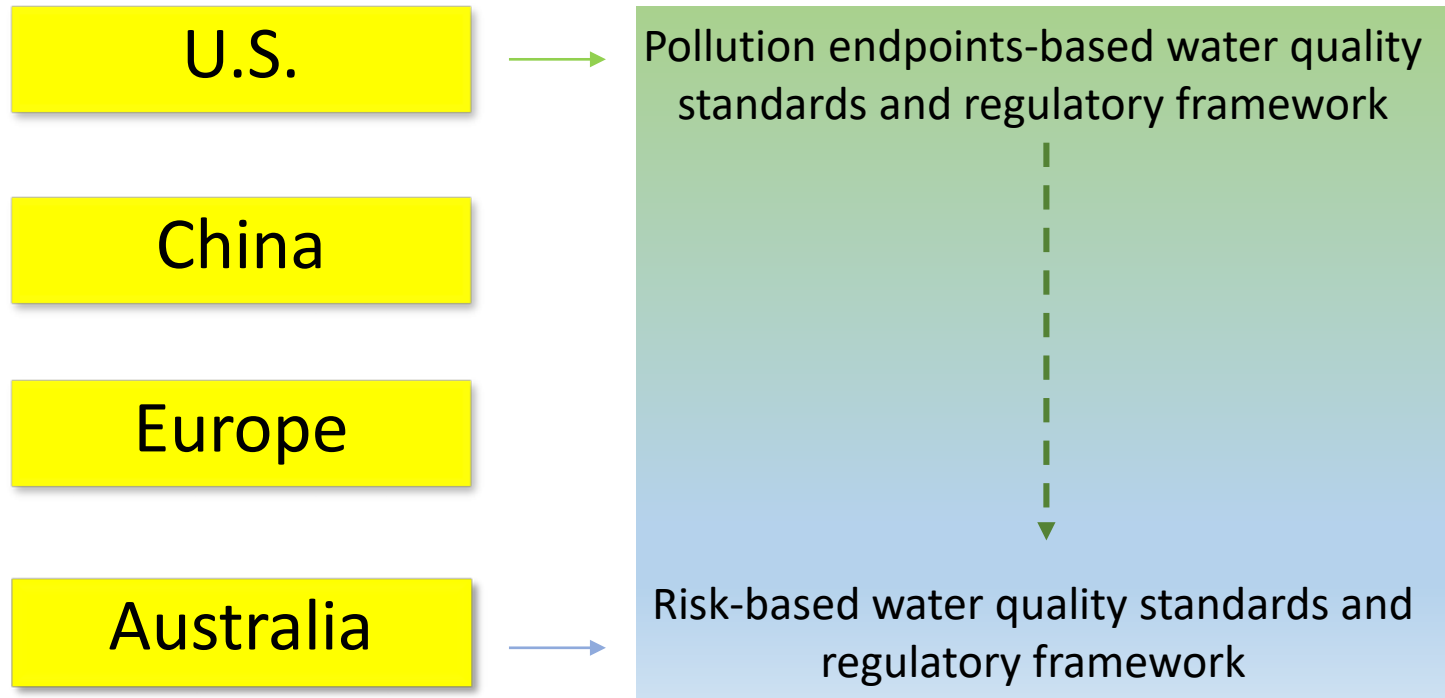 U.S.
Pollution endpoints-based water quality
standards and regulatory framework
China
Europe
Australia
Risk-based water quality standards and
regulatory framework